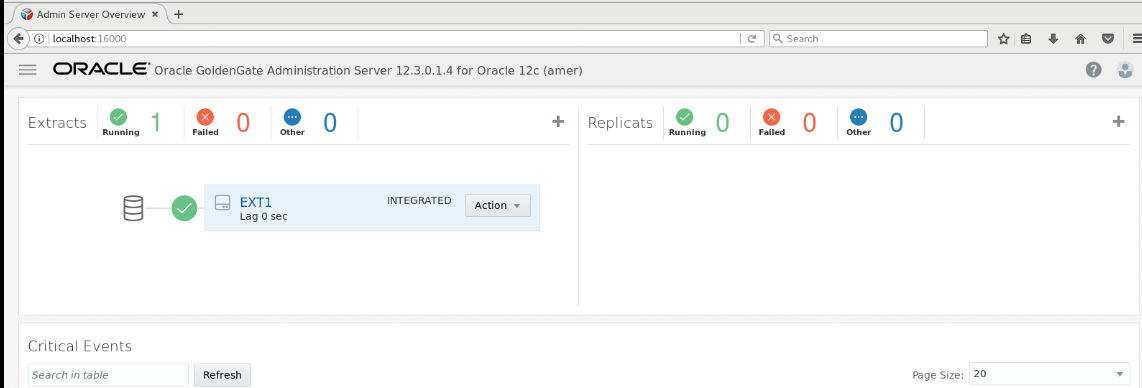 Admin Server Overview
localhost:16000
Search
ORACLE Oracle GoldenGate Administration Server 12.3.0.1.4 for Oracle 12c (amer)
Extracts Running 1 Failed 0 Other 0
Replicats Running 0 Failed 0 Other 0
EXT1 INTEGRATED Action
Lag 0 sec
Critical Events
Search in table Refresh Page Size: 20